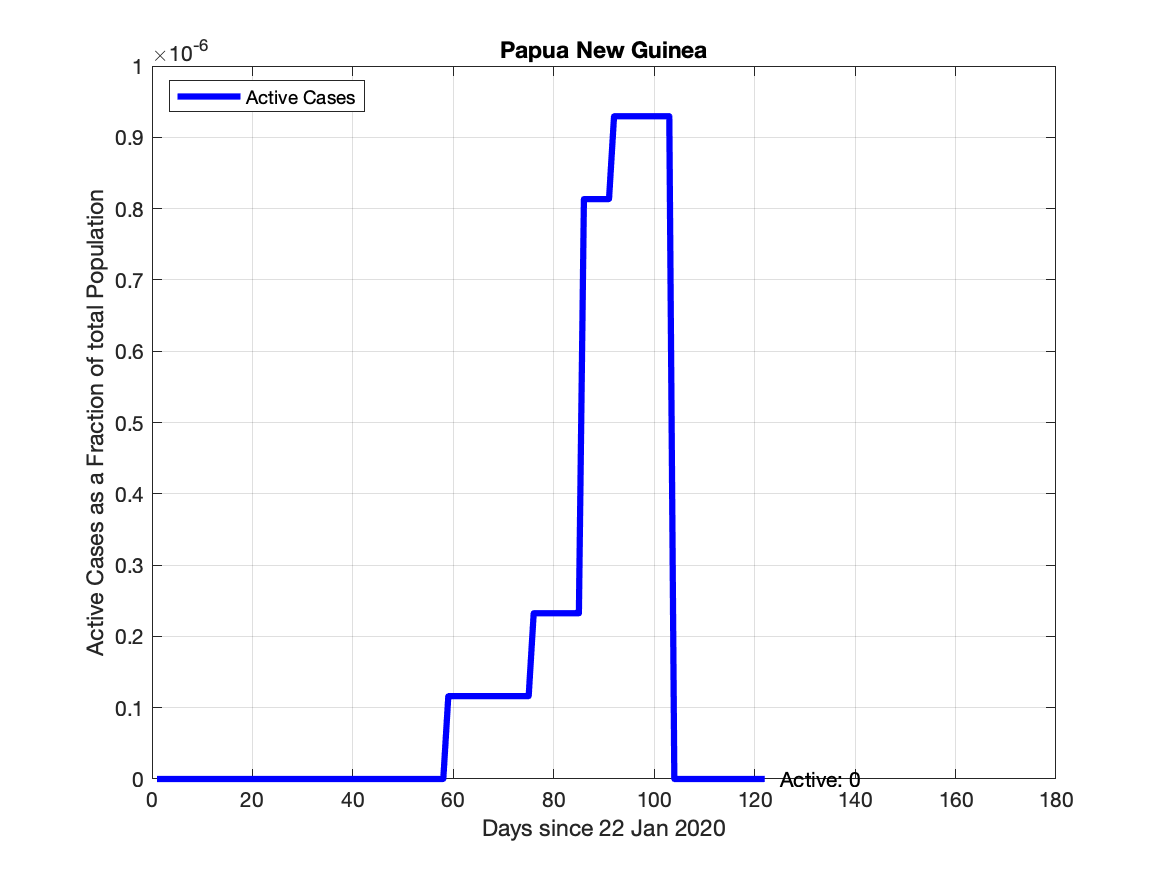 Papua New Guinea
×10-6
Active Cases
1
0.9
0.8
0.7
0.6
0.5
0.4
0.3
0.2
0.1
0
Active Cases as a Fraction of total Population
Active: 0
0 20 40 60 80 100 120 140 160 180
Days since 22 Jan 2020